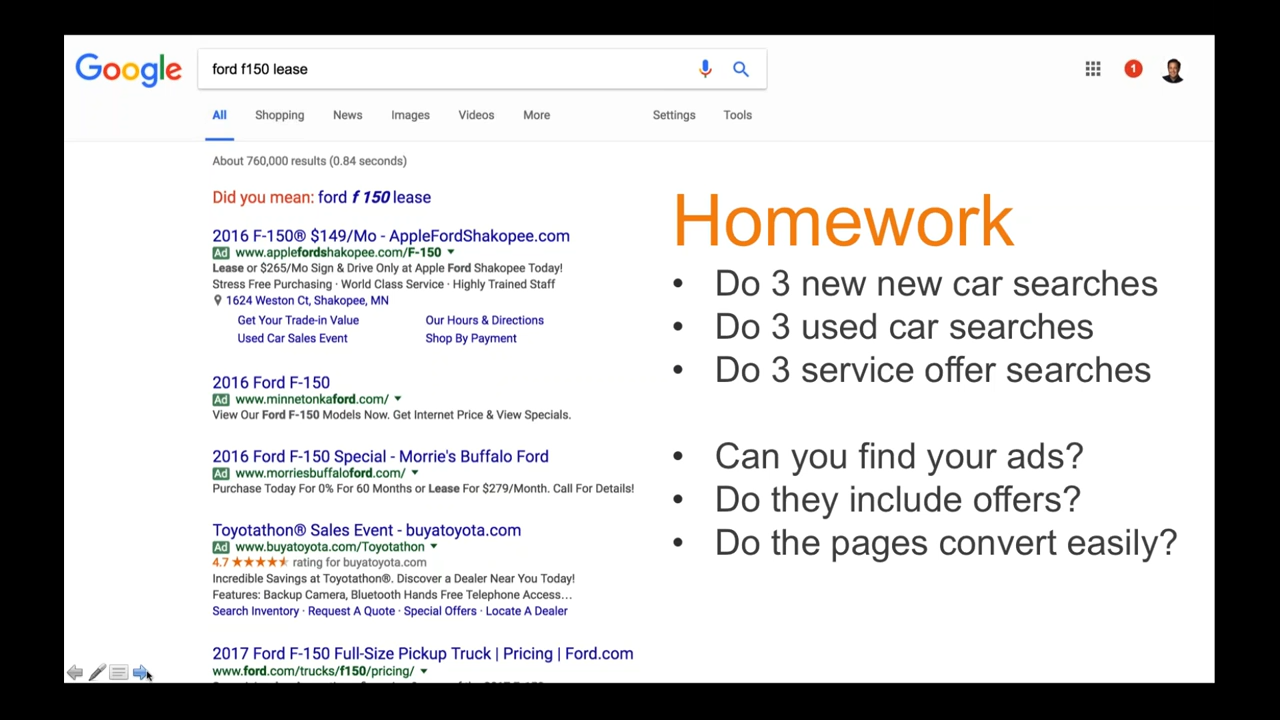 Google
ford f150 lease
1
All Shopping News Images Videos More Settings Tools
About 760,000 results (0.84 seconds)
Did you mean: ford f 150 lease
2016 F-150® $149/Mo - AppleFordShakopee.com
Ad www.applefordshakopee.com/F-150
Lease or $265/Mo Sign & Drive Only at Apple Ford Shakopee Today!
Stress Free Purchasing · World Class Service · Highly Trained Staff
1624 Weston Ct, Shakopee, MN
Get Your Trade-in Value Our Hours & Directions
Used Car Sales Event Shop By Payment
2016 Ford F-150
Ad www.minnetonkaford.com/
View Our Ford F-150 Models Now. Get Internet Price & View Specials.
2016 Ford F-150 Special - Morrie's Buffalo Ford
Ad www.morriesbuffaloford.com/
Purchase Today For 0% For 60 Months or Lease For $279/Month. Call For Details!
Toyotathon® Sales Event - buyatoyota.com
Ad www.buyatoyota.com/Toyotathon
4.7 rating for buyatoyota.com
Incredible Savings at Toyotathon®. Discover a Dealer Near You Today!
Features: Backup Camera, Bluetooth Hands Free Telephone Access…
Search Inventory · Request A Quote · Special Offers · Locate A Dealer
2017 Ford F-150 Full-Size Pickup Truck | Pricing | Ford.com
www.ford.com/trucks/f150/pricing/
Homework
• Do 3 new new car searches
• Do 3 used car searches
• Do 3 service offer searches
• Can you find your ads?
• Do they include offers?
• Do the pages convert easily?